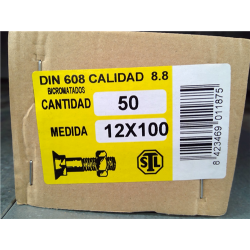 DIN 608 CALIDAD 8.8
BICROMATADOS
CANTIDAD 50
MEDIDA 12X100
STL
8 423469 011875